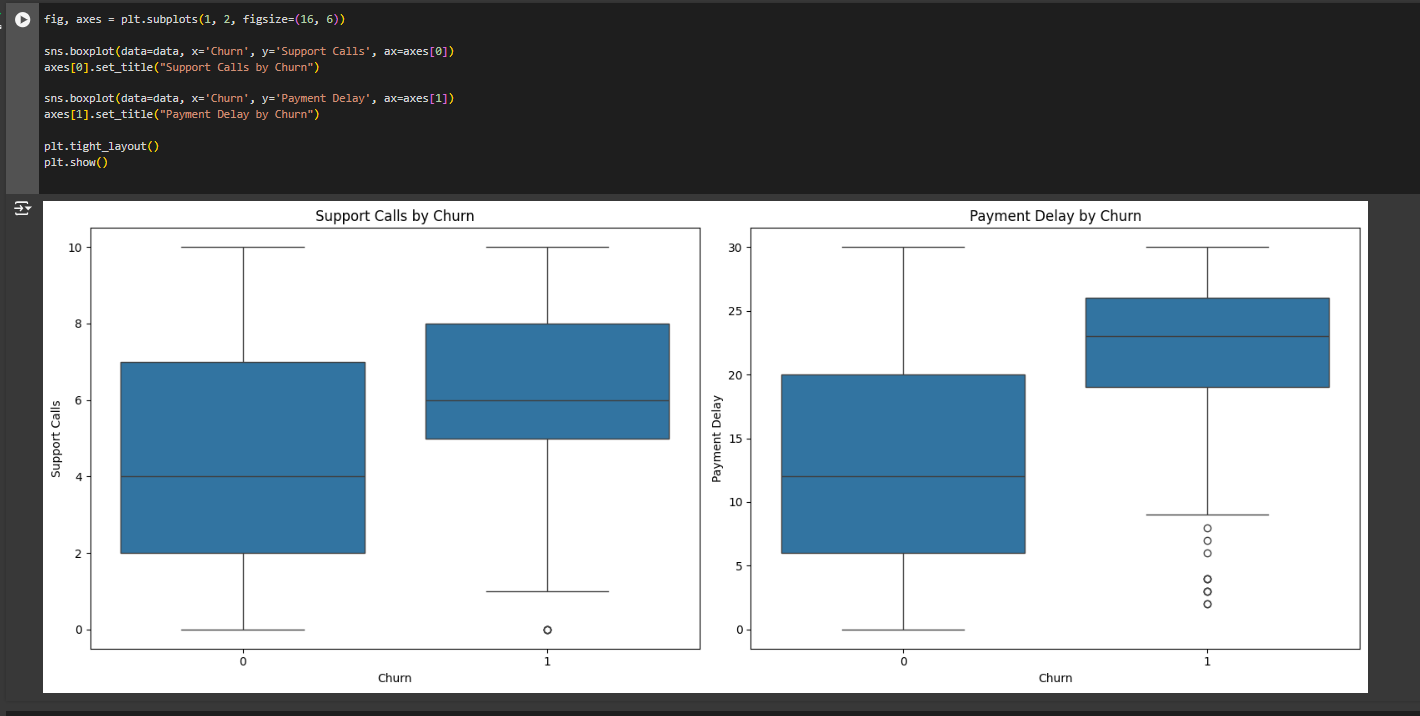 fig, axes = plt.subplots(1, 2, figsize=(16, 6))
sns.boxplot(data=data, x='Churn', y='Support Calls', ax=axes[0])
axes[0].set_title("Support Calls by Churn")
sns.boxplot(data=data, x='Churn', y='Payment Delay', ax=axes[1])
axes[1].set_title("Payment Delay by Churn")
plt.tight_layout()
plt.show()
Support Calls by Churn
10
8
6
4
2
0
Support Calls
0 1
Churn
Payment Delay by Churn
30
25
20
15
10
5
0
Payment Delay
0 1
Churn